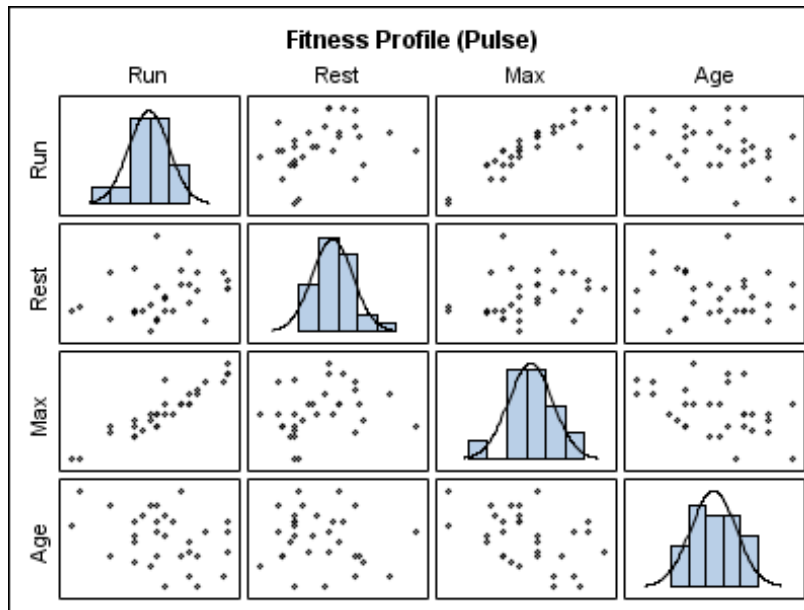 Fitness Profile (Pulse)
Run Rest Max Age
Run
Rest
Max
Age